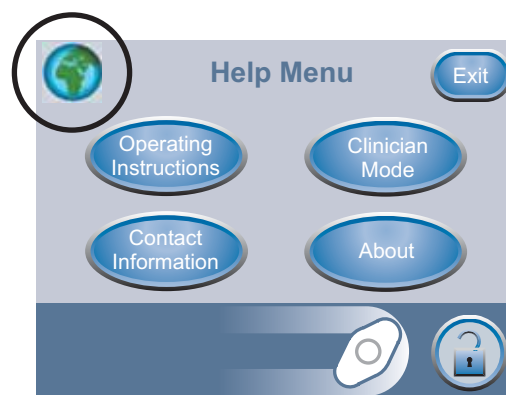 Help Menu
Exit
Operating
Instructions
Clinician
Mode
Contact
Information
About